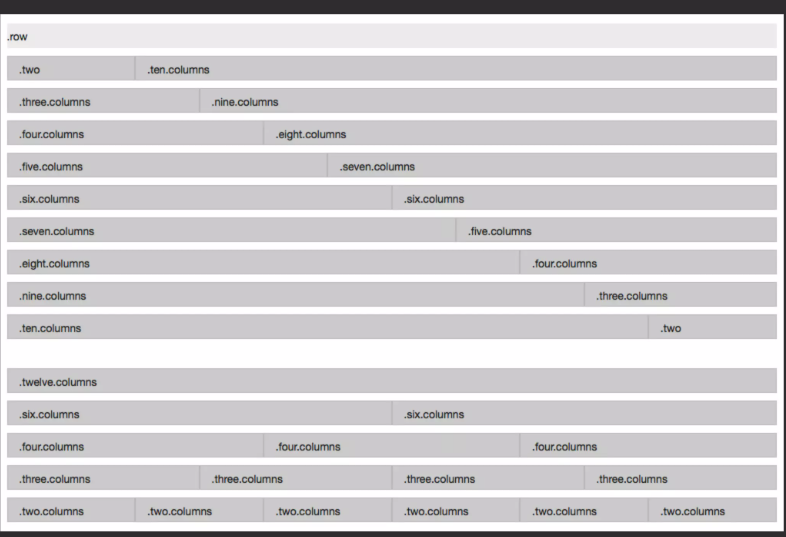 .row
.two .ten.columns
.three.columns .nine.columns
.four.columns .eight.columns
.five.columns .seven.columns
.six.columns .six.columns
.seven.columns .five.columns
.eight.columns .four.columns
.nine.columns .three.columns
.ten.columns .two
.twelve.columns
.six.columns .six.columns
.four.columns .four.columns .four.columns
.three.columns .three.columns .three.columns .three.columns
.two.columns .two.columns .two.columns .two.columns .two.columns .two.columns